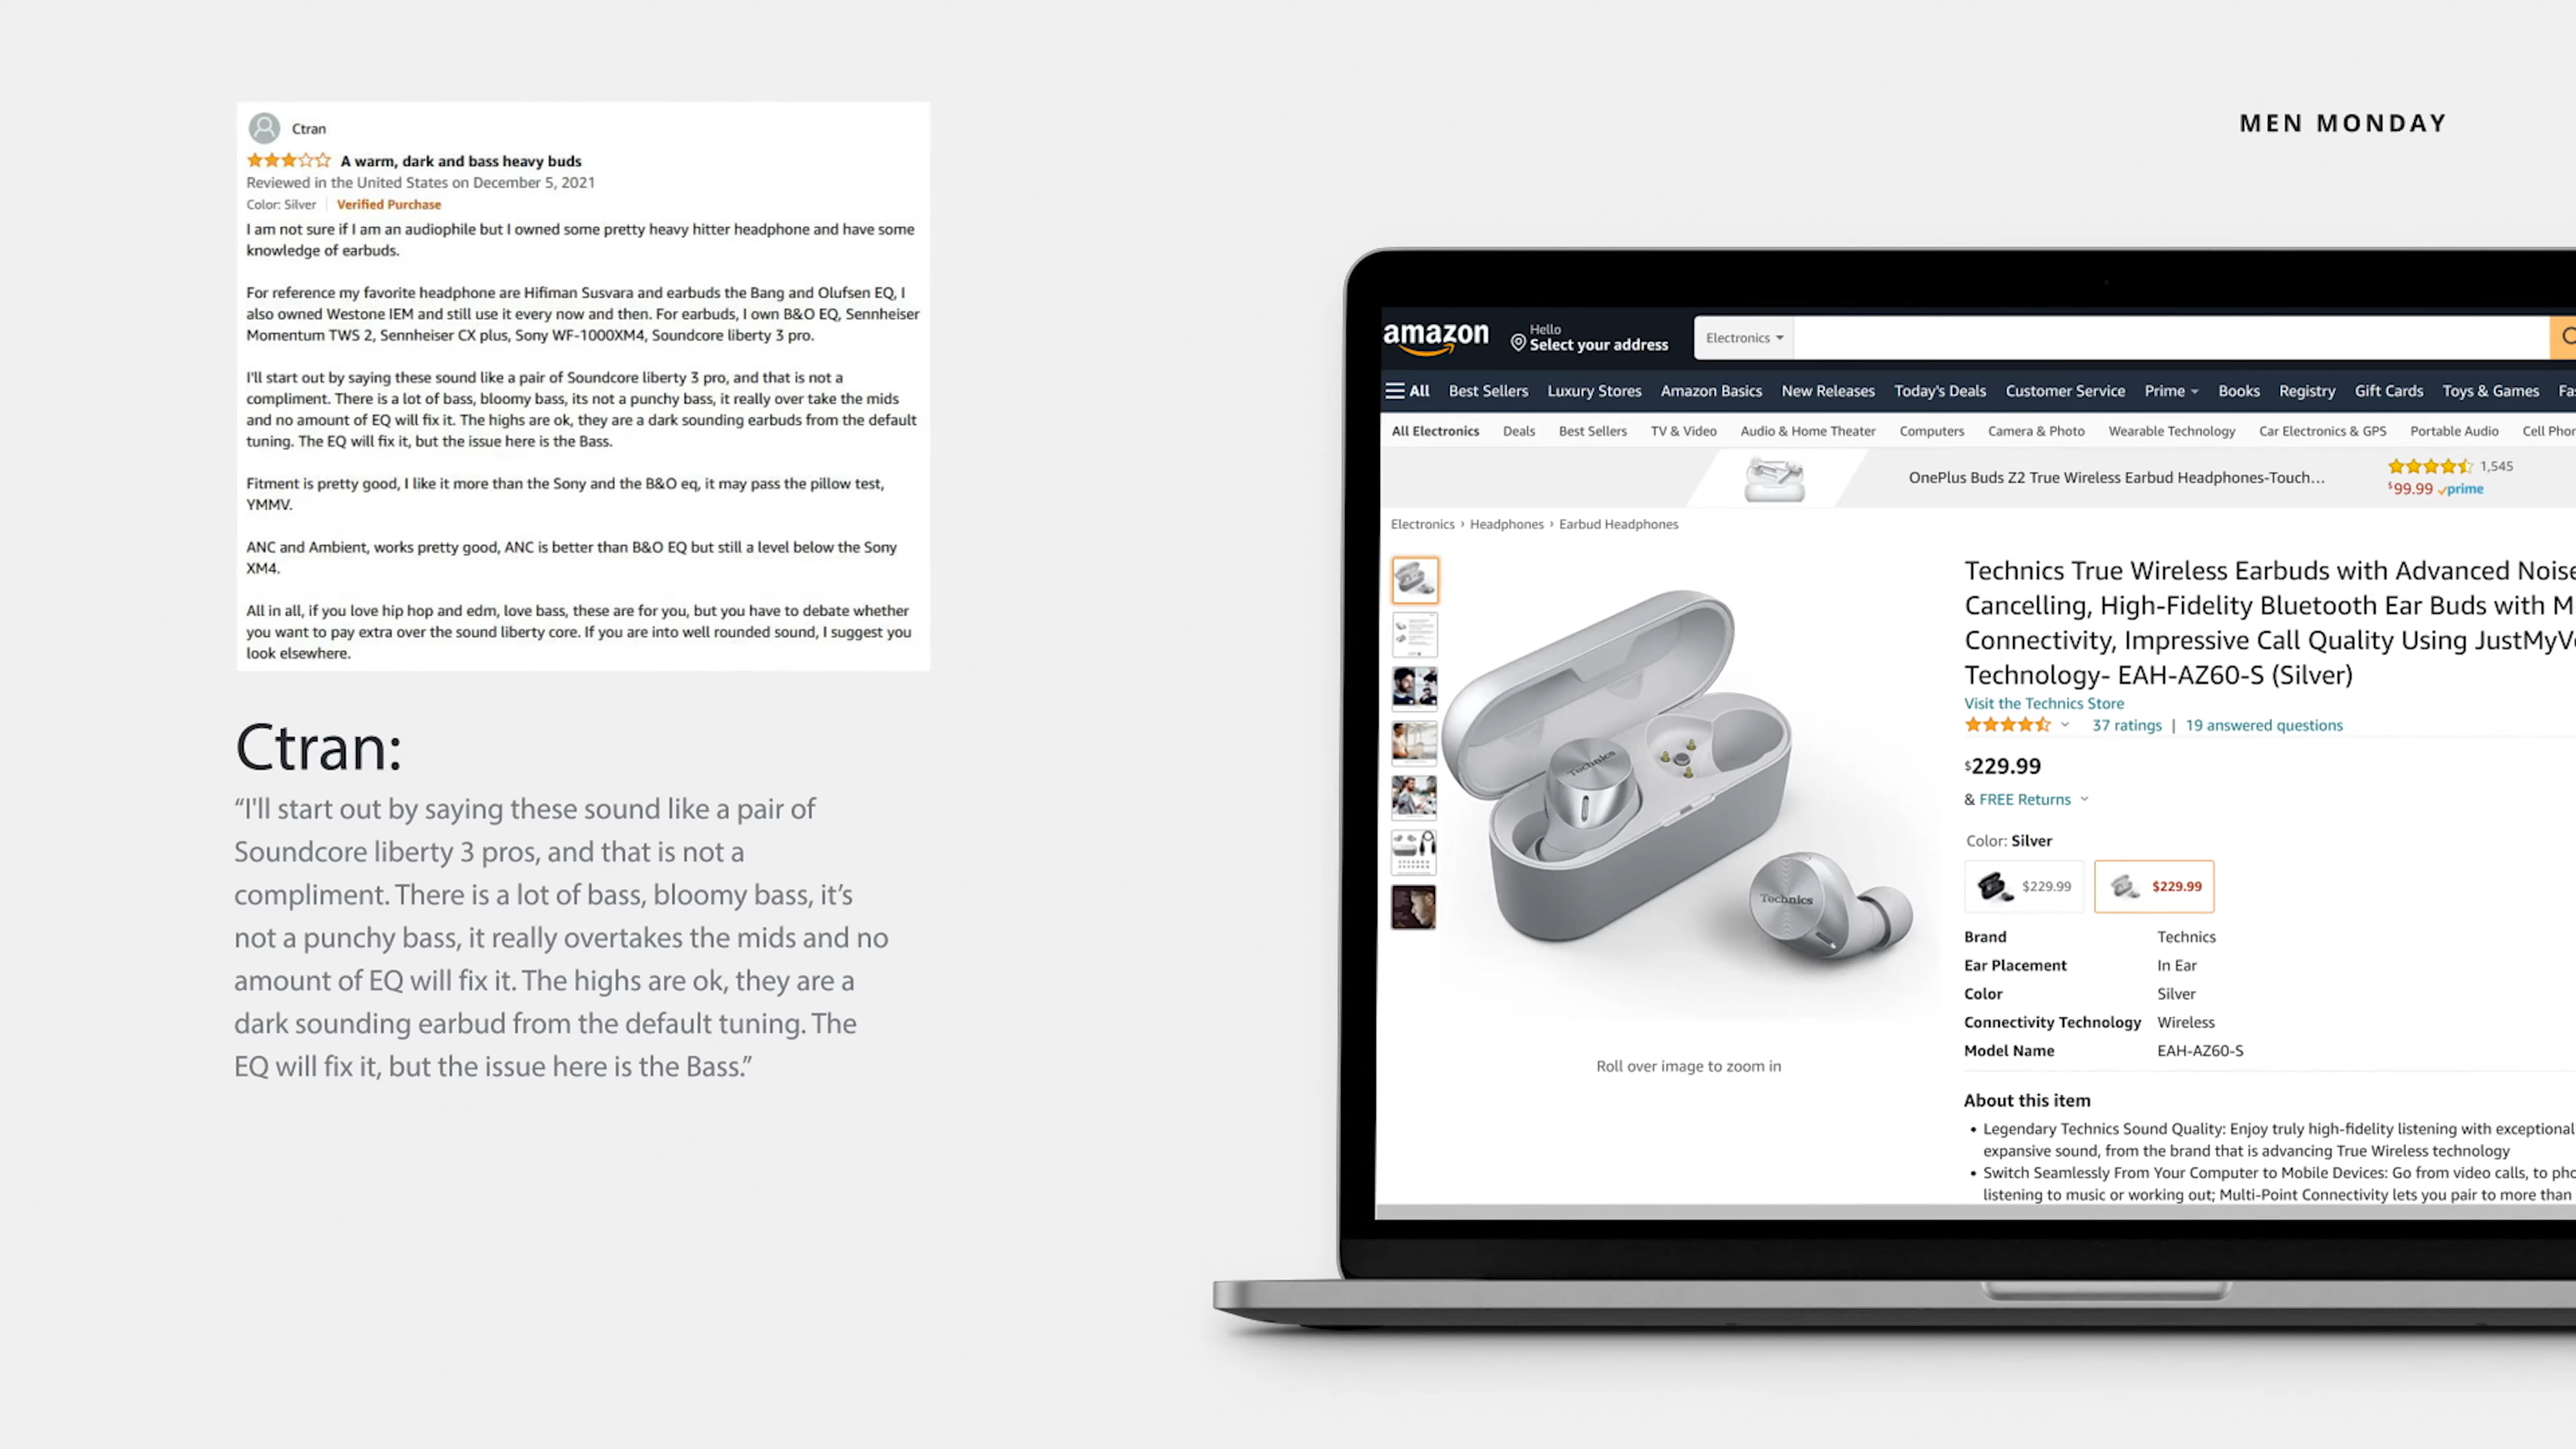 Ctran
A warm, dark and bass heavy buds
Reviewed in the United States on December 5, 2021
Color: Silver | Verified Purchase
I am not sure if I am an audiophile but I owned some pretty heavy hitter headphone and have some
knowledge of earbuds.
For reference my favorite headphone are Hifiman Susvara and earbuds the Bang and Olufsen EQ, I
also owned Westone IEM and still use it every now and then. For earbuds, I own B&O EQ, Sennheiser
Momentum TWS 2, Sennheiser CX plus, Sony WF-1000XM4, Soundcore liberty 3 pro.
I'll start out by saying these sound like a pair of Soundcore liberty 3 pro, and that is not a
compliment. There is a lot of bass, bloomy bass, its not a punchy bass, it really over take the mids
and no amount of EQ will fix it. The highs are ok, they are a dark sounding earbuds from the default
tuning. The EQ will fix it, but the issue here is the Bass.
Fitment is pretty good, I like it more than the Sony and the B&O eq, it may pass the pillow test,
YMMV.
ANC and Ambient, works pretty good, ANC is better than B&O EQ but still a level below the Sony
XM4.
All in all, if you love hip hop and edm, love bass, these are for you, but you have to debate whether
you want to pay extra over the sound liberty core. If you are into well rounded sound, I suggest you
look elsewhere.
Ctran:
“I'll start out by saying these sound like a pair of
Soundcore liberty 3 pros, and that is not a
compliment. There is a lot of bass, bloomy bass, it’s
not a punchy bass, it really overtakes the mids and no
amount of EQ will fix it. The highs are ok, they are a
dark sounding earbud from the default tuning. The
EQ will fix it, but the issue here is the Bass.”
MEN MONDAY
amazon
Hello
Select your address
Electronics
All Best Sellers Luxury Stores Amazon Basics New Releases Today's Deals Customer Service Prime Books Registry Gift Cards Toys & Games Fa
All Electronics Deals Best Sellers TV & Video Audio & Home Theater Computers Camera & Photo Wearable Technology Car Electronics & GPS Portable Audio Cell Phon
OnePlus Buds Z2 True Wireless Earbud Headphones-Touch...
1,545
$99.99 prime
Electronics › Headphones › Earbud Headphones
Technics
Technics
Roll over image to zoom in
Technics True Wireless Earbuds with Advanced Noise
Cancelling, High-Fidelity Bluetooth Ear Buds with M
Connectivity, Impressive Call Quality Using JustMyVo
Technology- EAH-AZ60-S (Silver)
Visit the Technics Store
37 ratings | 19 answered questions
$229.99
& FREE Returns
Color: Silver
$229.99 $229.99
Brand Technics
Ear Placement In Ear
Color Silver
Connectivity Technology Wireless
Model Name EAH-AZ60-S
About this item
• Legendary Technics Sound Quality: Enjoy truly high-fidelity listening with exceptional
expansive sound, from the brand that is advancing True Wireless technology
• Switch Seamlessly From Your Computer to Mobile Devices: Go from video calls, to pho
listening to music or working out; Multi-Point Connectivity lets you pair to more than